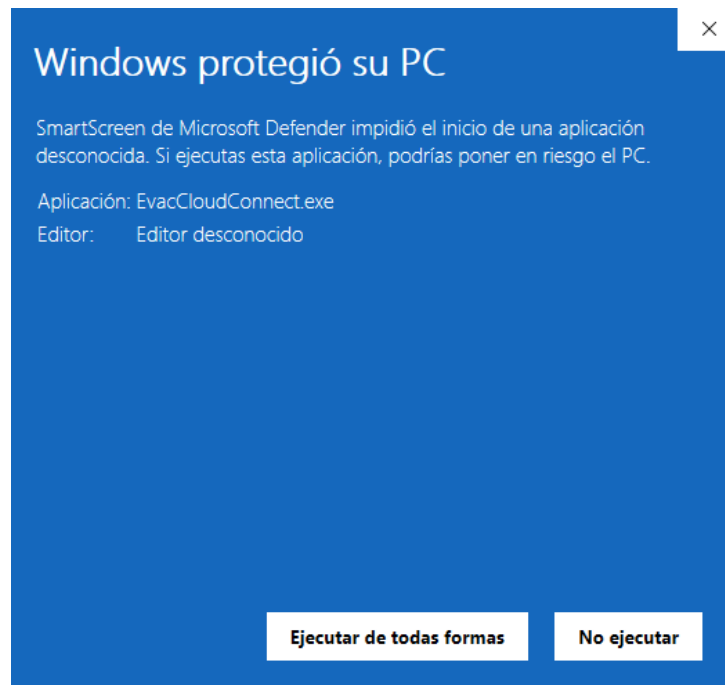 Windows protegió su PC
SmartScreen de Microsoft Defender impidió el inicio de una aplicación
desconocida. Si ejecutas esta aplicación, podrías poner en riesgo el PC.
Aplicación: EvacCloudConnect.exe
Editor: Editor desconocido
Ejecutar de todas formas No ejecutar